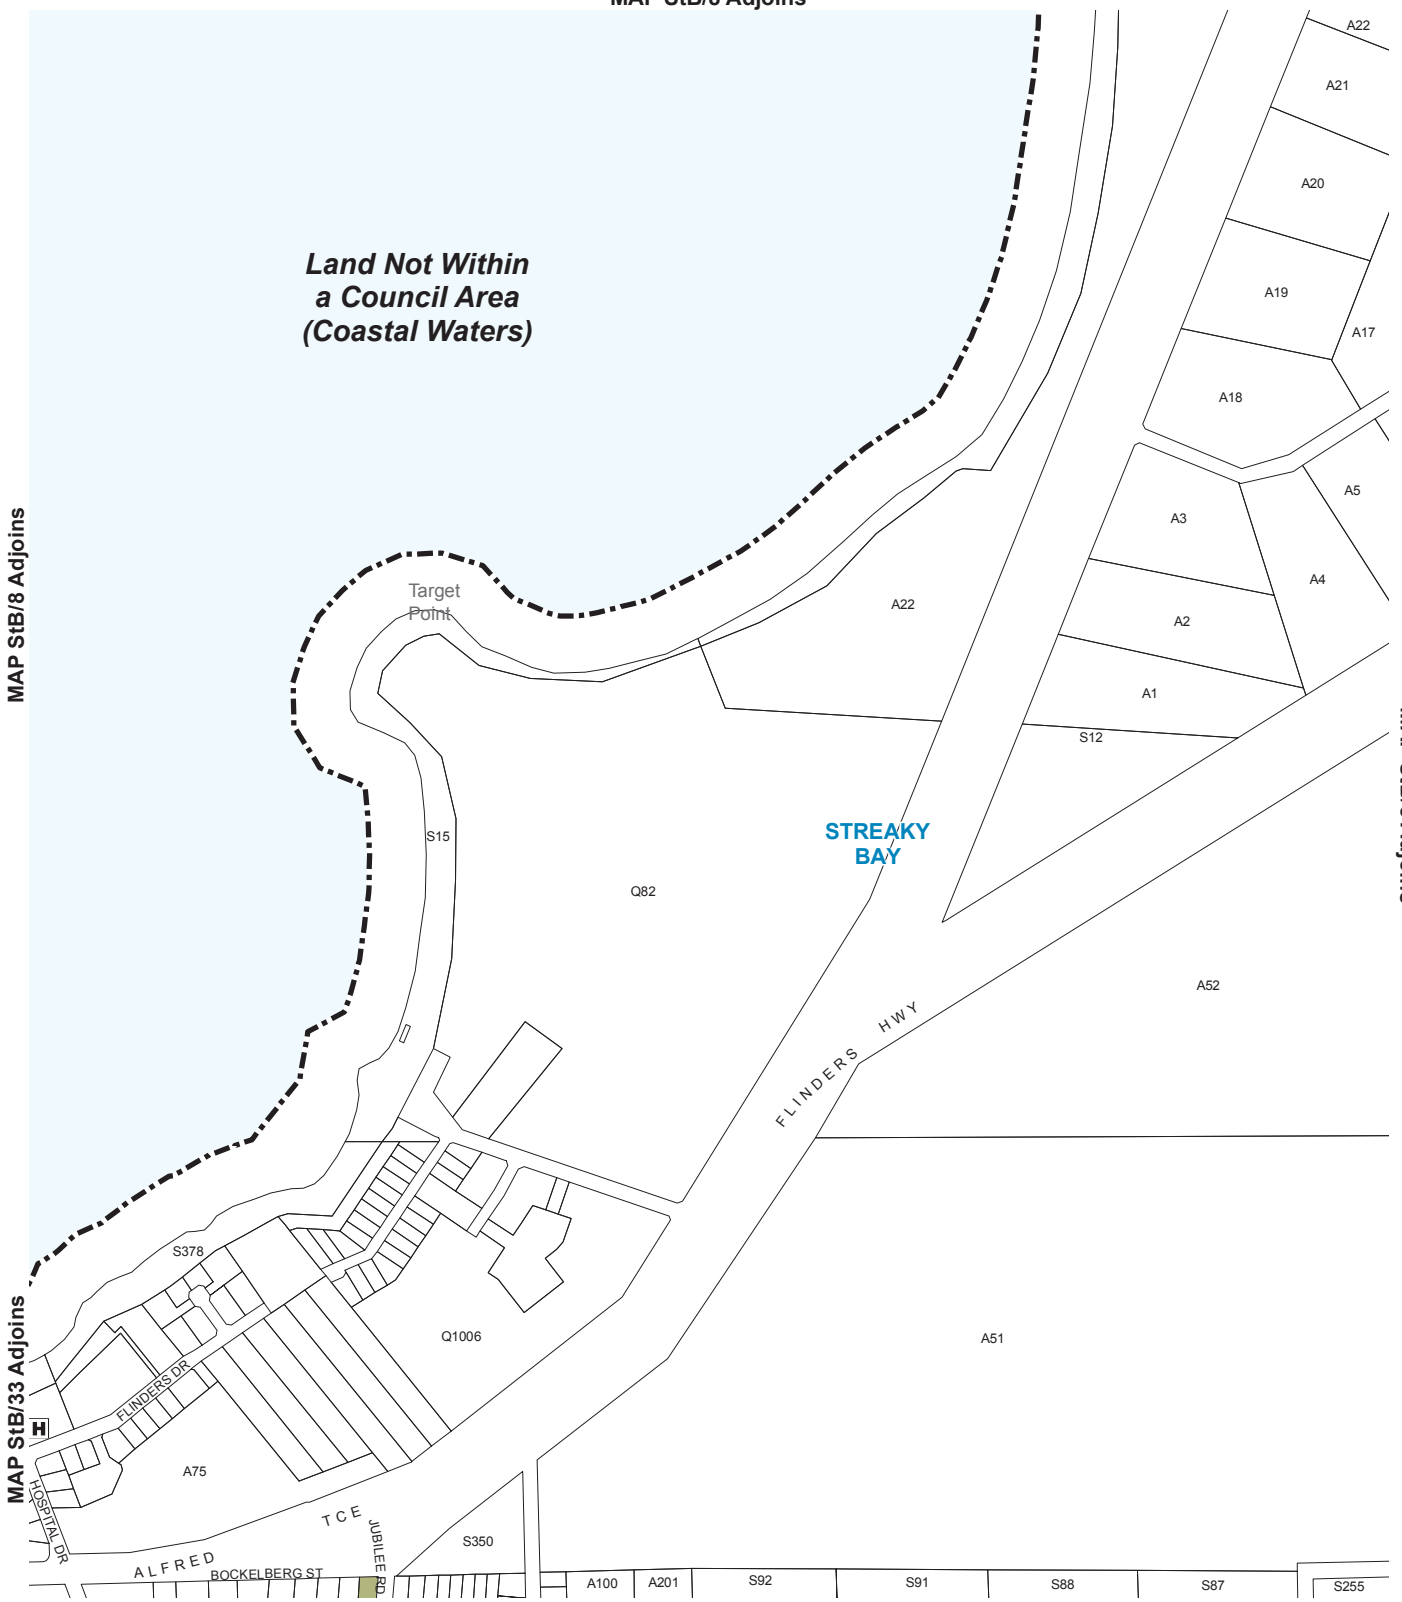 MAP StB/6 Adjoins
A22
A21
A20
Land Not Within
a Council Area
(Coastal Waters)
A19
A17
A18
MAP StB/8 Adjoins
A5
A3
A4
Target
Point
A22
A2
A1
S12
STREAKY
BAY
S15
Q82
A52
FLINDERS HWY
S378
Q1006
A51
MAP StB/33 Adjoins
FLINDERS DR
H
A75
HOSPITAL DR
ALFRED TCE
JUBILEE RD
S350
BOCKELBERG ST
A100
A201
S92
S91
S88
S87
S255